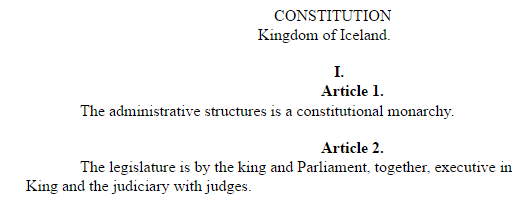 CONSTITUTION
Kingdom of Iceland.
I.
Article 1.
The administrative structures is a constitutional monarchy.
Article 2.
The legislature is by the king and Parliament, together, executive in
King and the judiciary with judges.